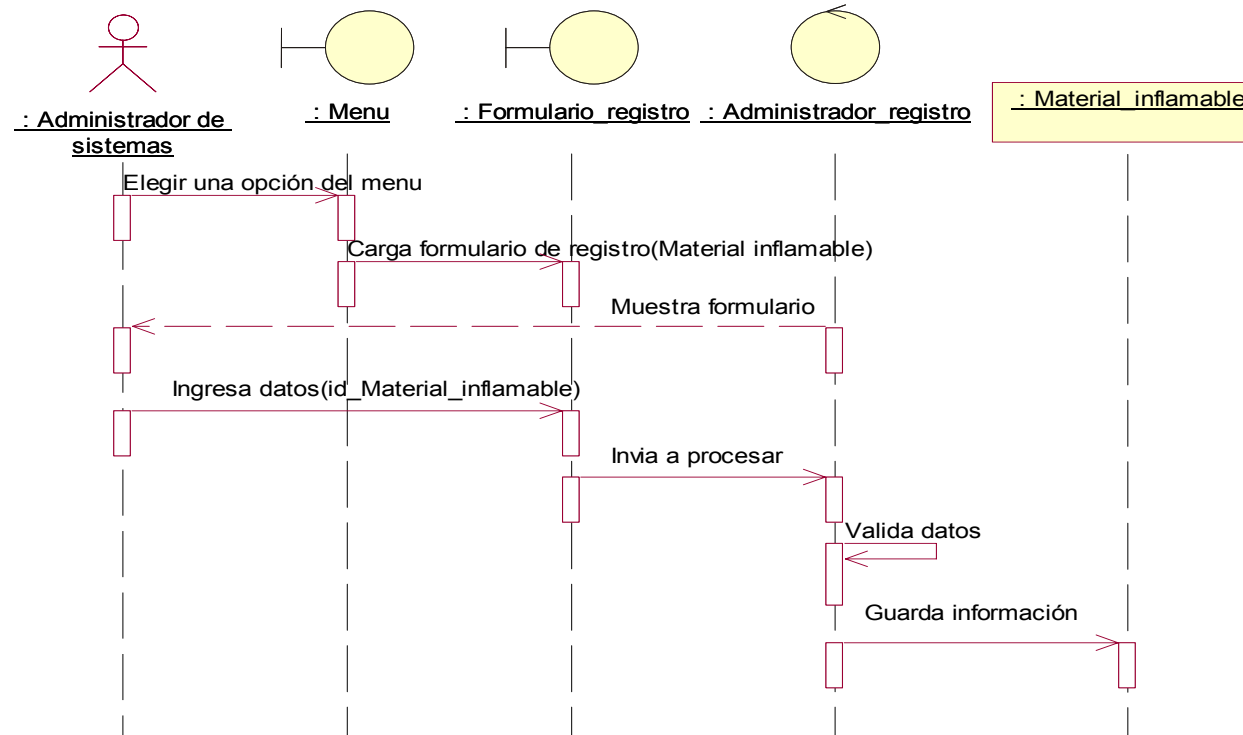 : Administrador de
sistemas
: Menu
: Formulario_registro
: Administrador_registro
: Material_inflamable
Elegir una opción del menu
Carga formulario de registro(Material inflamable)
Muestra formulario
Ingresa datos(id_Material_inflamable)
Invia a procesar
Valida datos
Guarda información